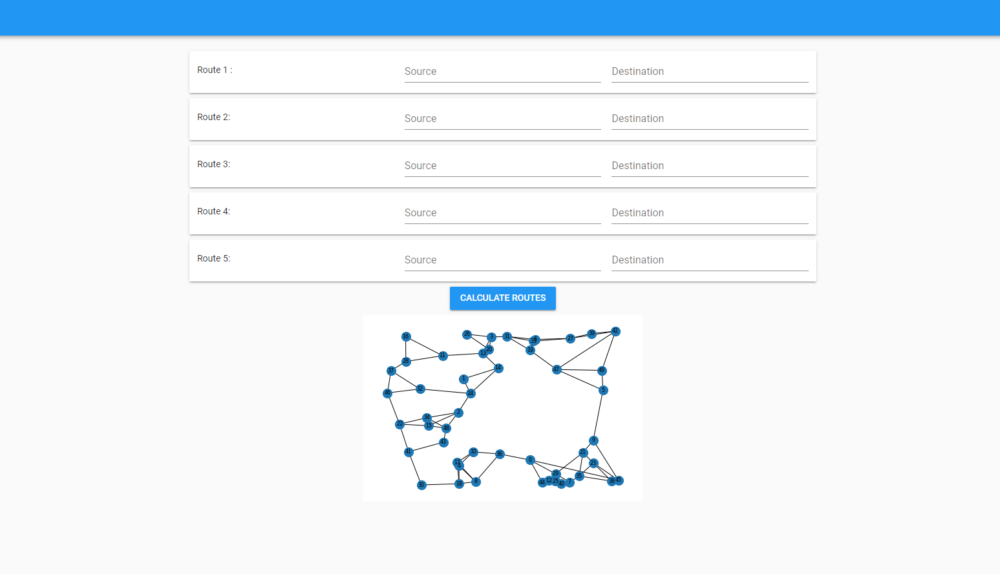 Route 1 : Source Destination
Route 2: Source Destination
Route 3: Source Destination
Route 4: Source Destination
Route 5: Source Destination
CALCULATE ROUTES
16 26 3 31 27 39 42
28 11 13 20 19
37 14 47 49
46 32 1 24 5
22 34 15 2 48
41 43 9
10 36 0 21 23
17 4 29 35
30 18 8 44 12 25 40 7 38 45